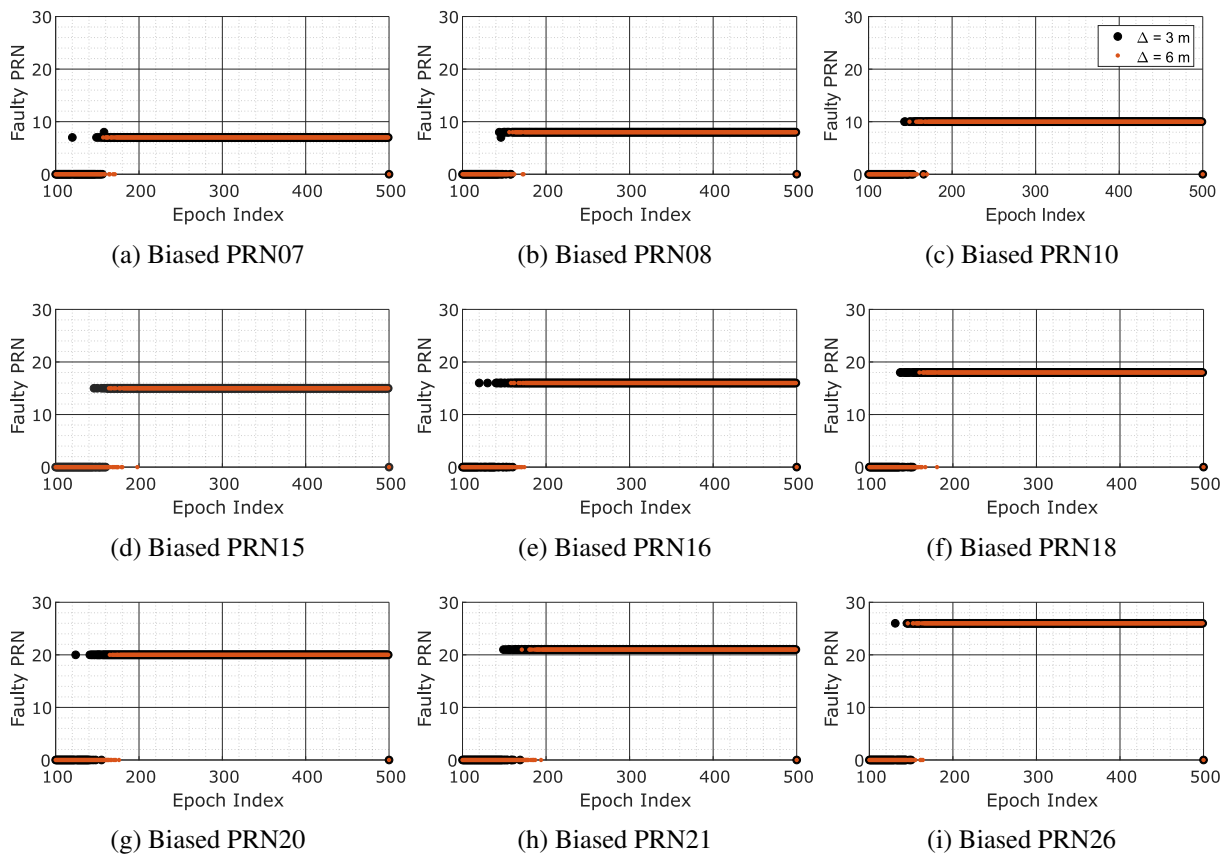 30
20
10
0
Faulty PRN
100 200 300 400 500
Epoch Index
(a) Biased PRN07
30
20
10
0
Faulty PRN
100 200 300 400 500
Epoch Index
(b) Biased PRN08
30
20
10
0
Faulty PRN
Δ = 3 m
Δ = 6 m
100 200 300 400 500
Epoch Index
(c) Biased PRN10
30
20
10
0
Faulty PRN
100 200 300 400 500
Epoch Index
(d) Biased PRN15
30
20
10
0
Faulty PRN
100 200 300 400 500
Epoch Index
(e) Biased PRN16
30
20
10
0
Faulty PRN
100 200 300 400 500
Epoch Index
(f) Biased PRN18
30
20
10
0
Faulty PRN
100 200 300 400 500
Epoch Index
(g) Biased PRN20
30
20
10
0
Faulty PRN
100 200 300 400 500
Epoch Index
(h) Biased PRN21
30
20
10
0
Faulty PRN
100 200 300 400 500
Epoch Index
(i) Biased PRN26